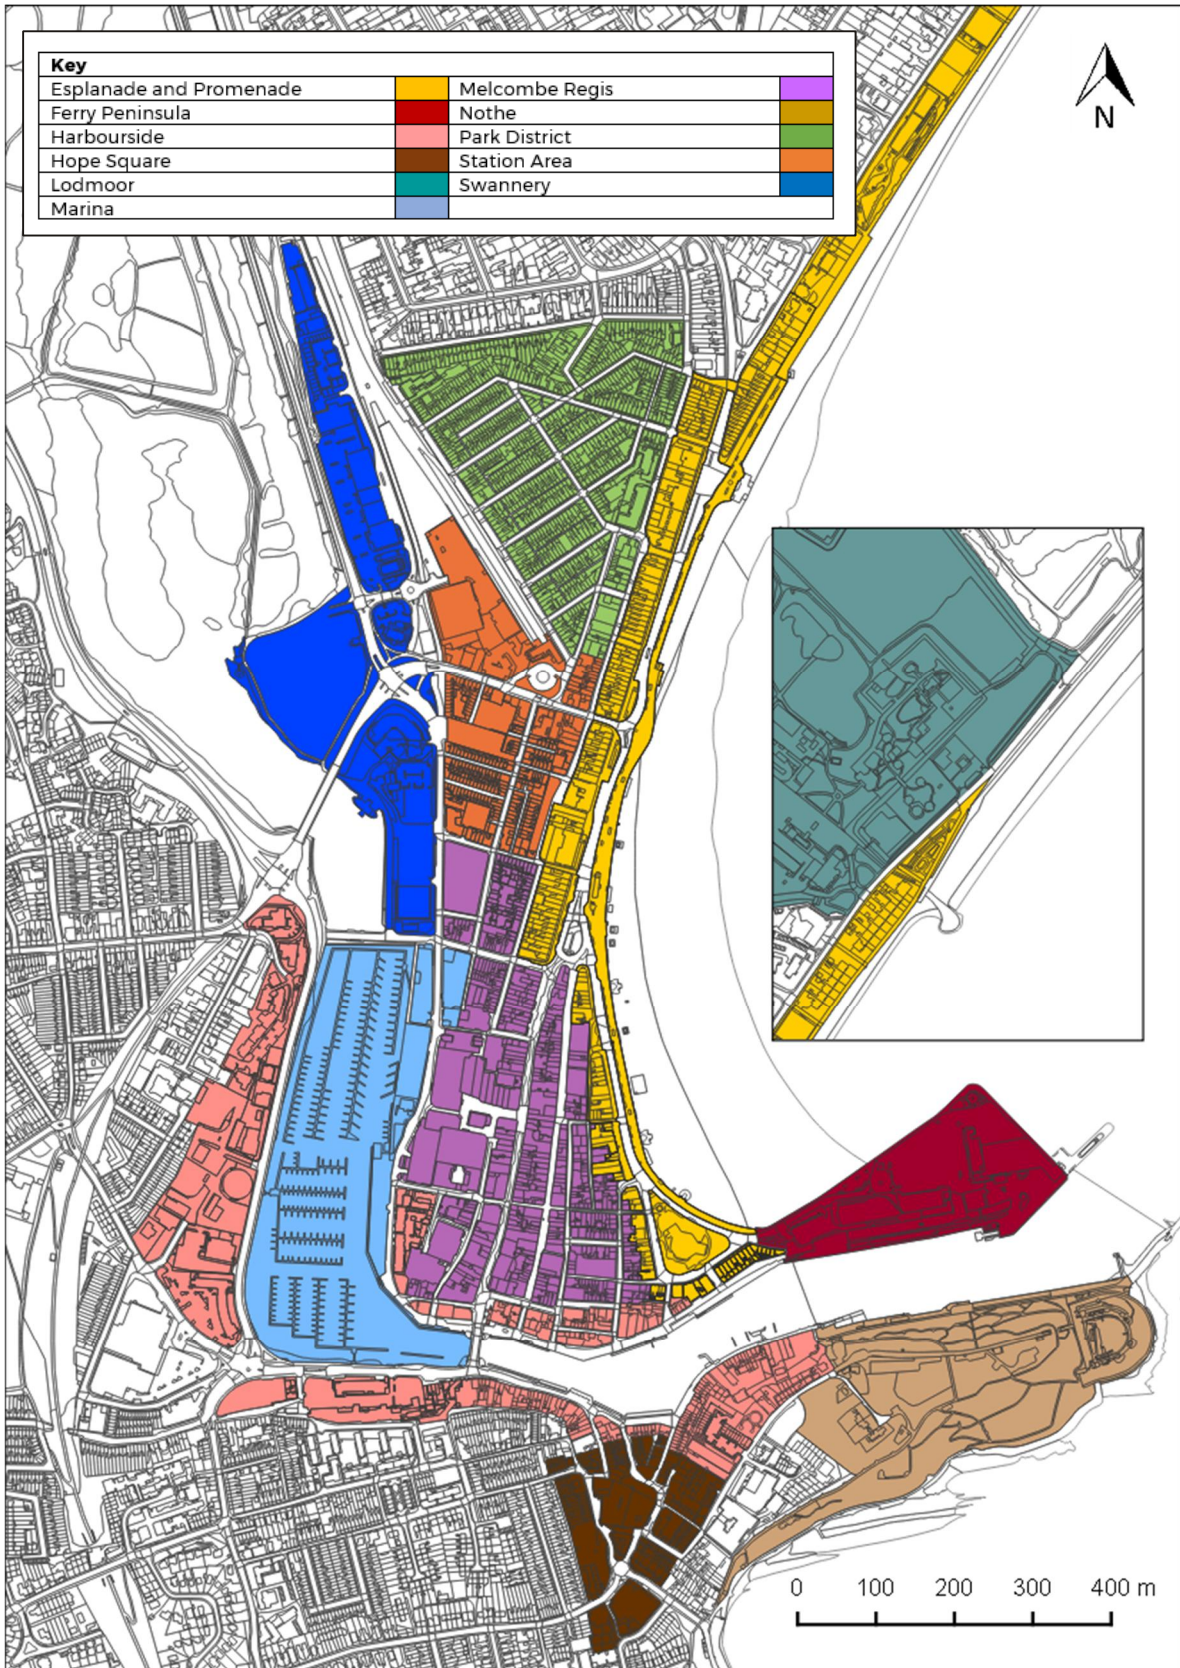 Key
Esplanade and Promenade Melcombe Regis
Ferry Peninsula Nothe
Harbourside Park District
Hope Square Station Area
Lodmoor Swannery
Marina
N
0 100 200 300 400 m